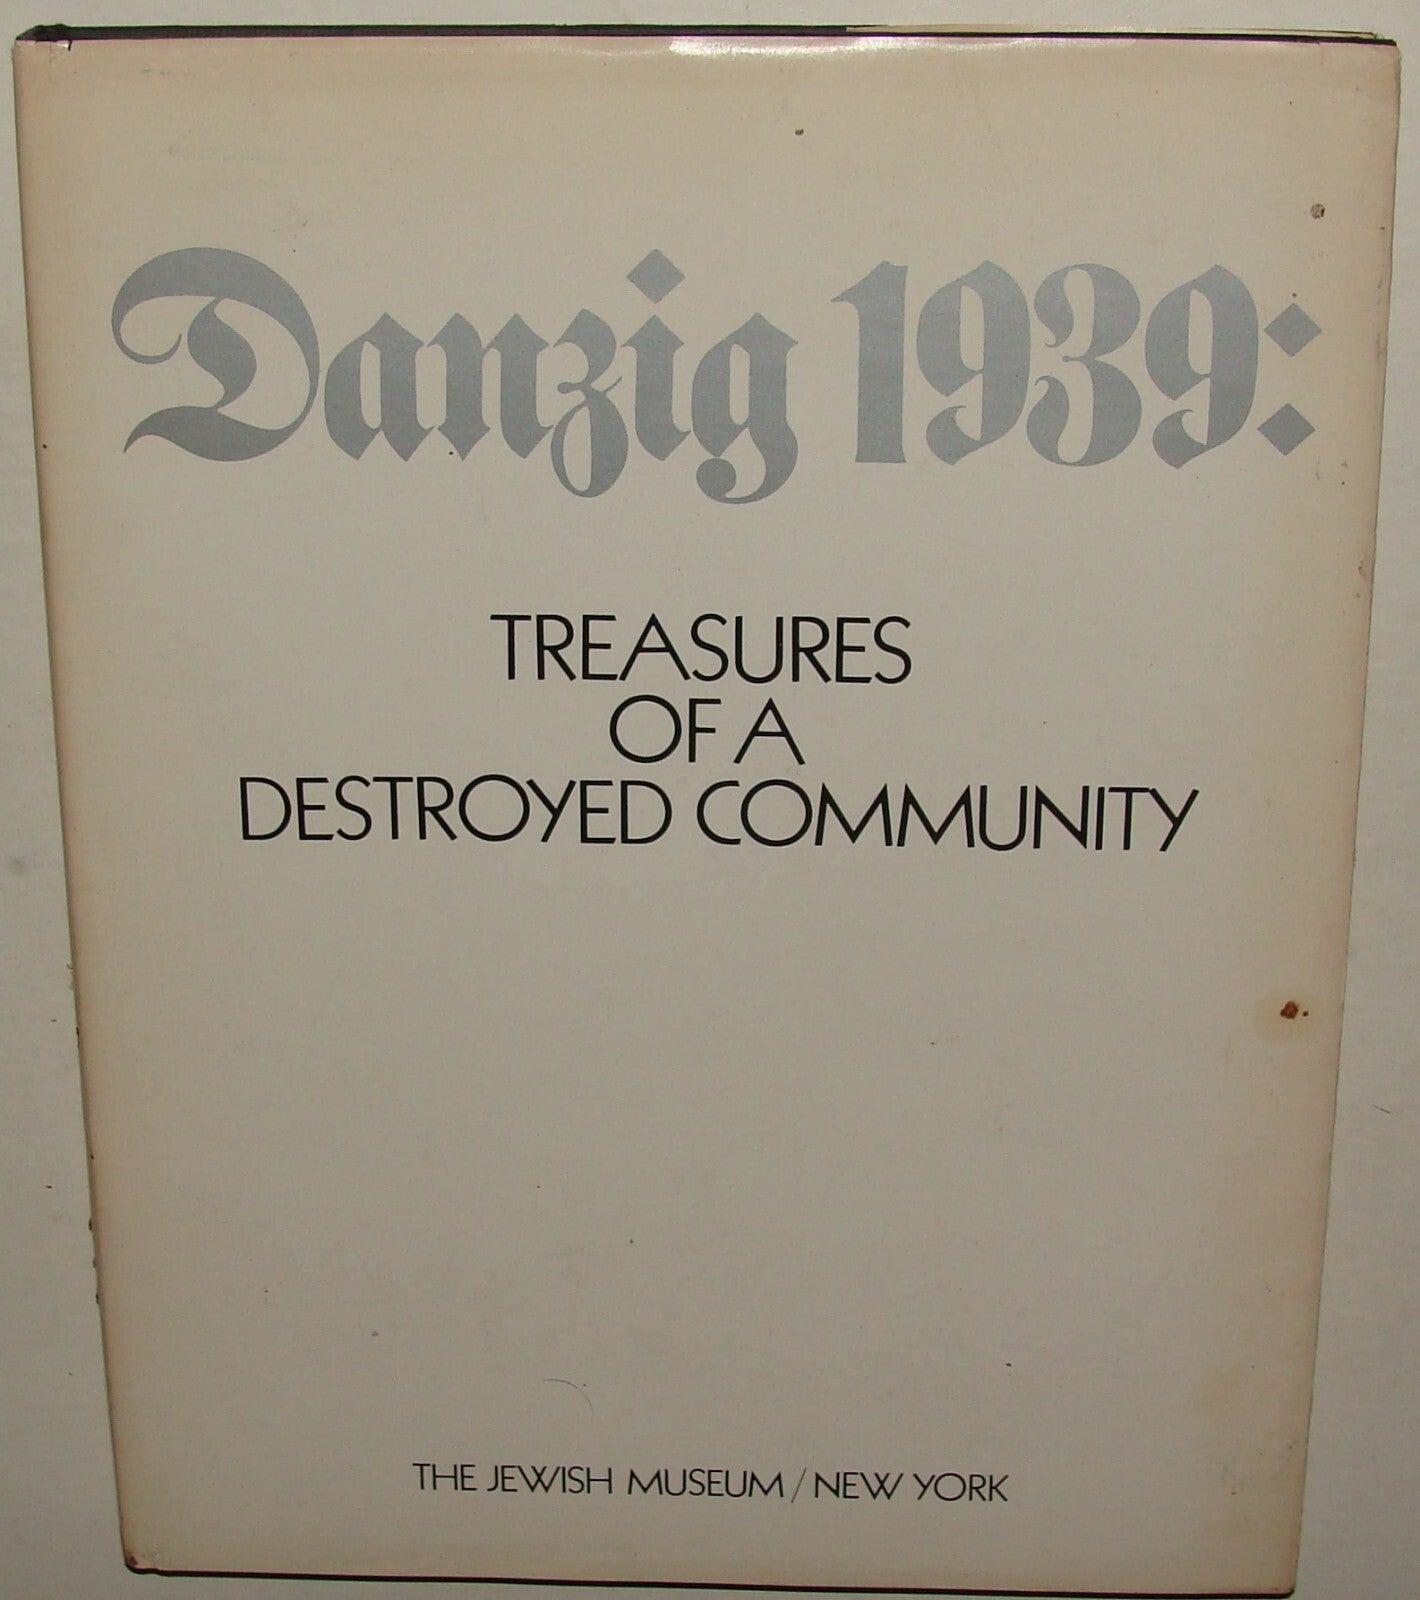 Danzig 1939:
TREASURES
OF A
DESTROYED COMMUNITY
THE JEWISH MUSEUM / NEW YORK